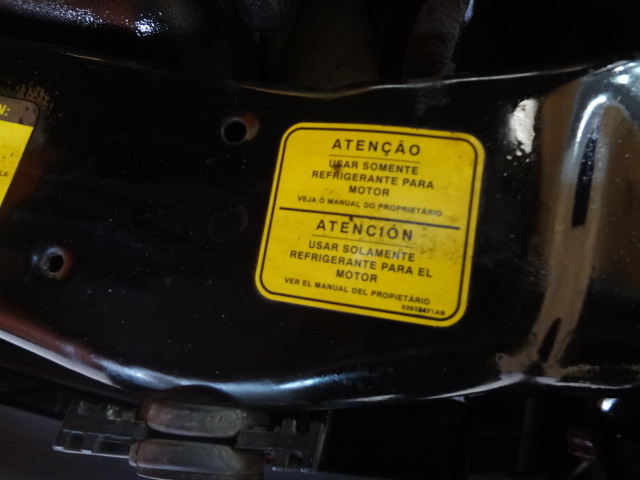 N:
LA
ATENÇÃO
USAR SOMENTE
REFRIGERANTE PARA
MOTOR
VEJA O MANUAL DO PROPRIETÁRIO
ATENCIÓN
USAR SOLAMENTE
REFRIGERANTE PARA EL
MOTOR
VER EL MANUAL DEL PROPIETÁRIO